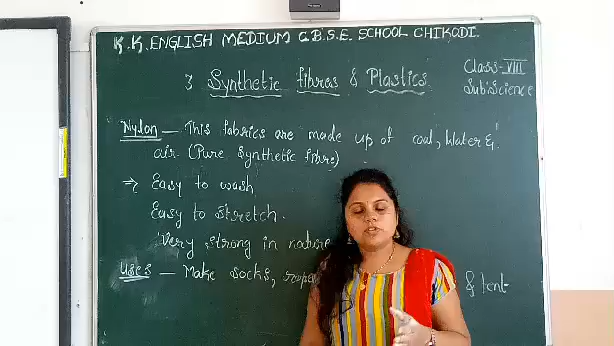 K.K. ENGLISH MEDIUM C.B.S.E. SCHOOL CHIKODI.
Class:- VIII
Sub:Science
3 Synthetic fibres & Plastics
Nylon — This fabrics are made up of coal, Water &
air (Pure Synthetic fibre)
⇒ Easy to wash
Easy to stretch.
Very strong in nature
Uses — Make socks, ropes & tent